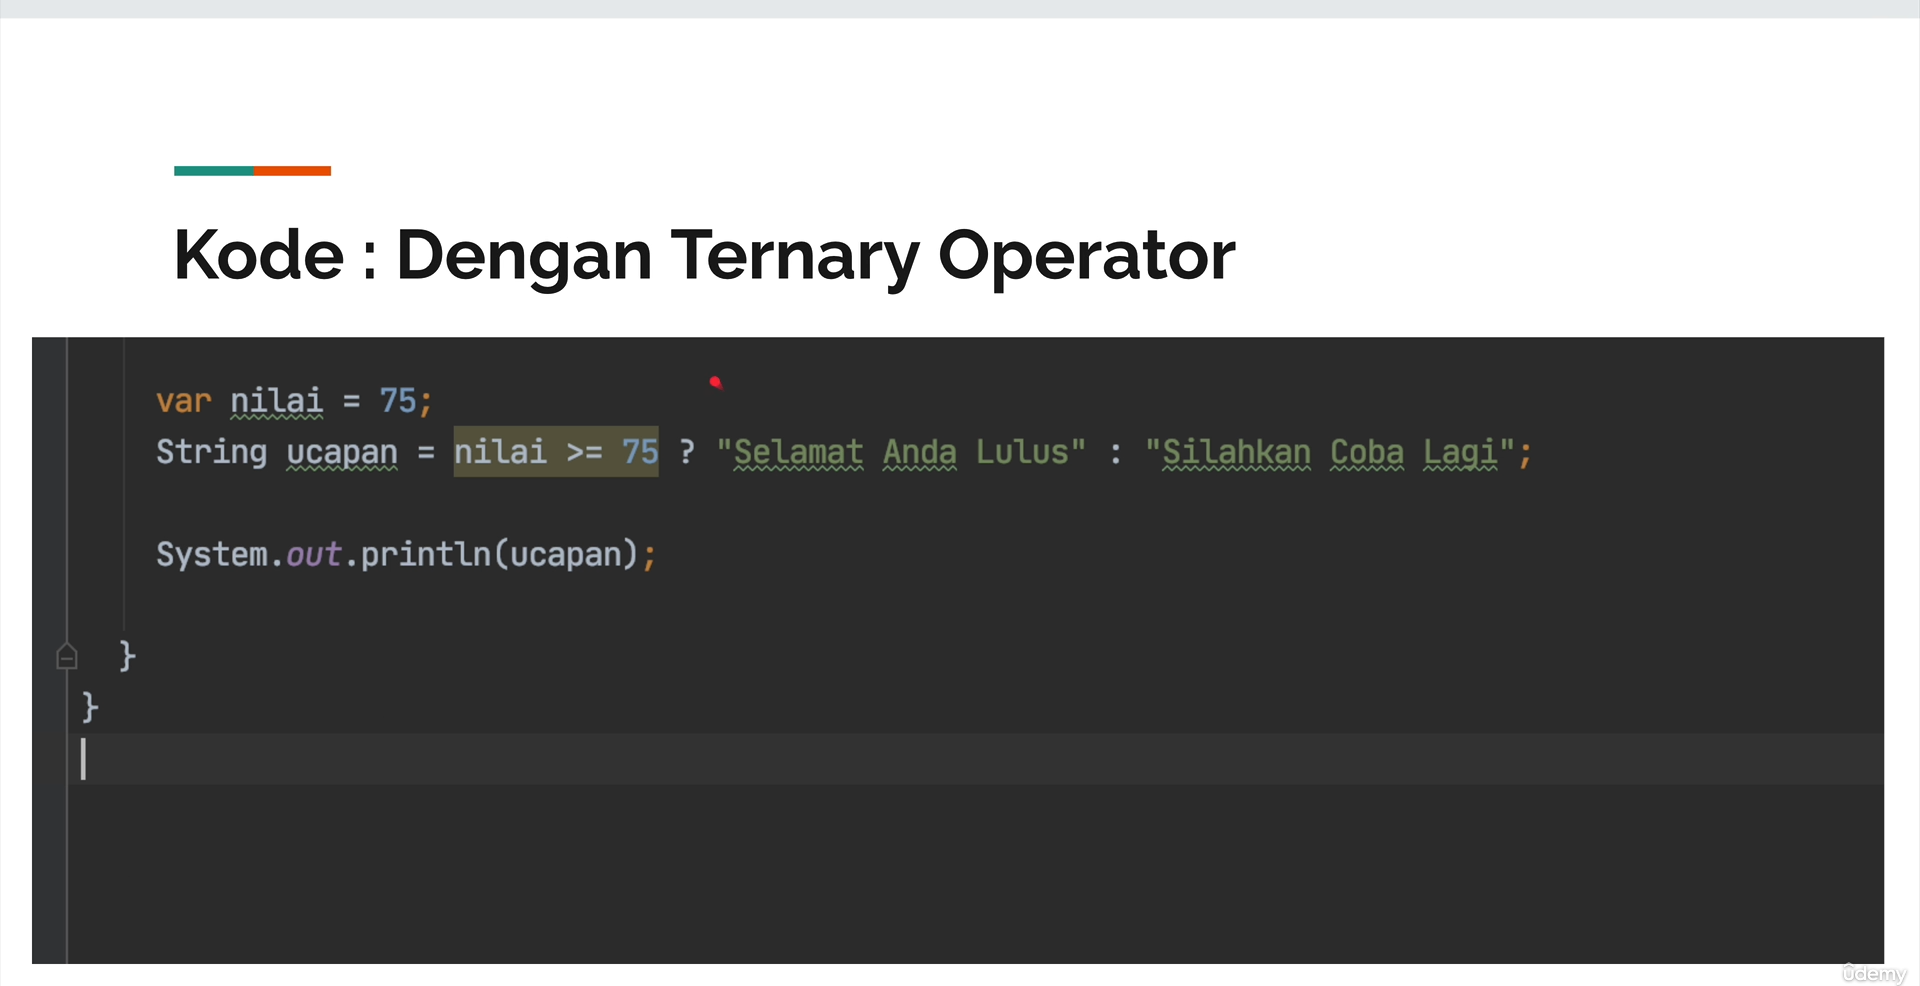 Kode : Dengan Ternary Operator
var nilai = 75;
String ucapan = nilai >= 75 ? "Selamat Anda Lulus" : "Silahkan Coba Lagi";
System.out.println(ucapan);
}
}
ûdemy